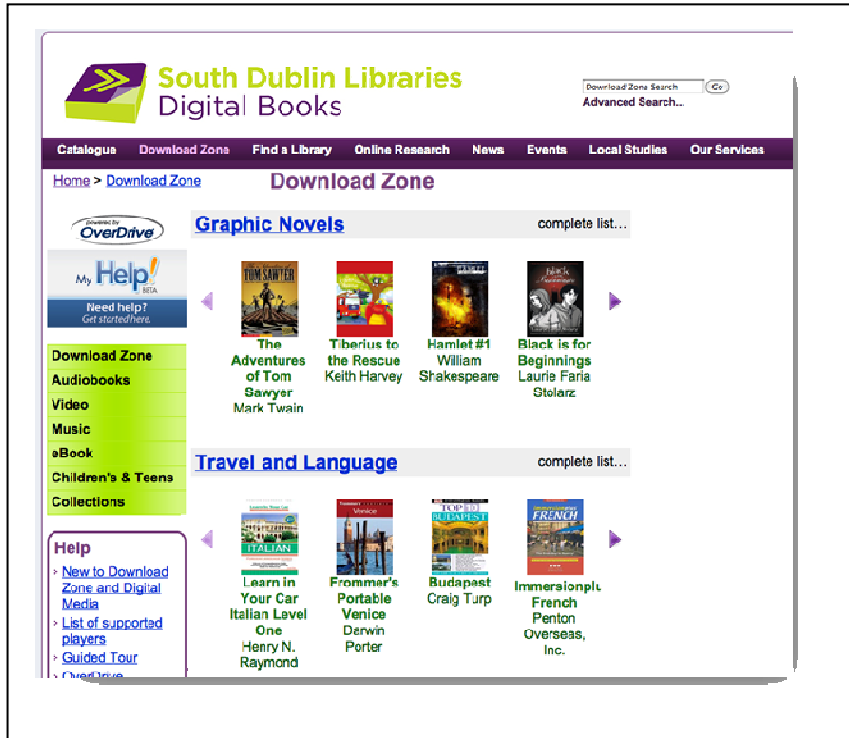 South Dublin Libraries
Digital Books
Download Zone Search
Go
Advanced Search...
Catalogue Download Zone Find a Library Online Research News Events Local Studies Our Services
Home > Download Zone
Download Zone
powered by
OverDrive
My Help!
BETA
Need help?
Get started here.
Download Zone
Audiobooks
Video
Music
eBook
Children's & Teens
Collections
Help
› New to Download
Zone and Digital
Media
› List of supported
players
› Guided Tour
› OverDrive
Graphic Novels
complete list...
TOM SAWYER
The
Adventures
of Tom
Sawyer
Mark Twain
Tiberius to
the Rescue
Keith Harvey
HAMLET
Hamlet #1
William
Shakespeare
Black is for
Beginnings
Laurie Faria
Stolarz
Travel and Language
complete list...
ITALIAN
Learn in
Your Car
Italian Level
One
Henry N.
Raymond
Venice
Frommer's
Portable
Venice
Darwin
Porter
TOP 10
BUDAPEST
Budapest
Craig Turp
FRENCH
Immersionplu
French
Penton
Overseas,
Inc.